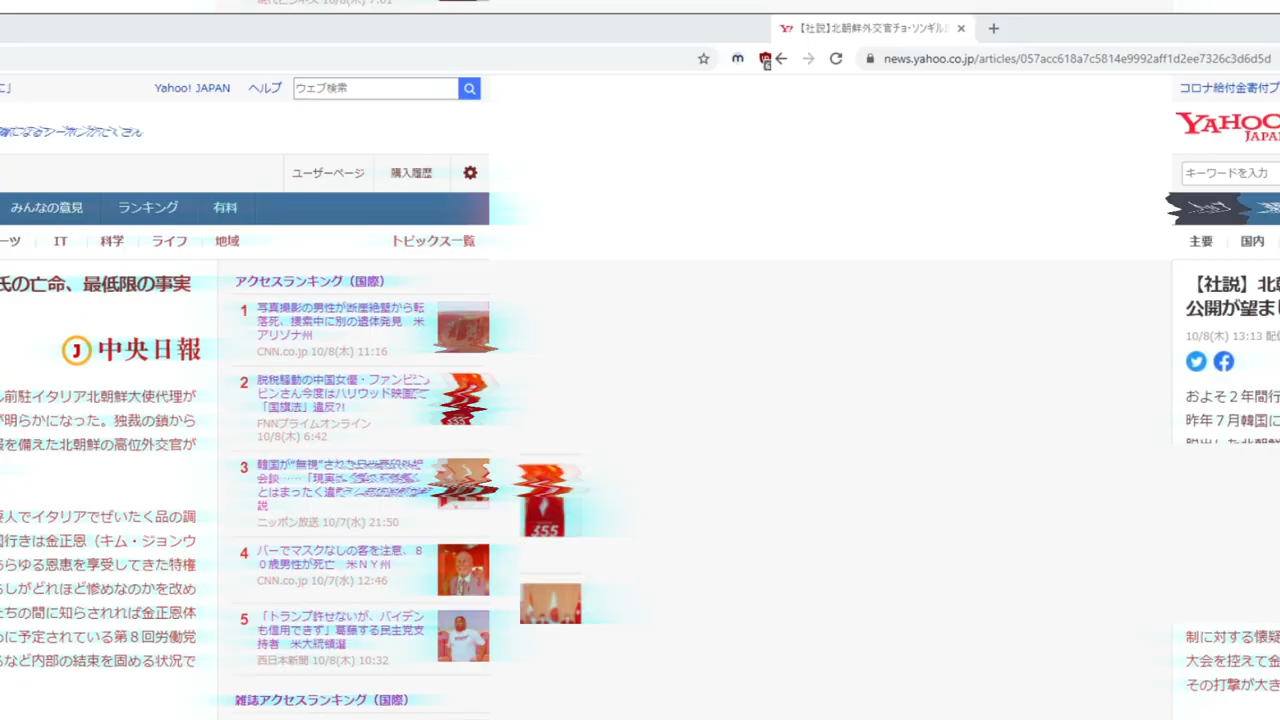 【社説】北朝鮮外交官チョ・ソンギル
news.yahoo.co.jp/articles/057acc618a7c5814e9992aff1d2ee7326c3d6d5d
Yahoo! JAPAN ヘルプ ウェブ検索
コロナ給付金寄付プ
YAHOO
JAPAN
ユーザーページ 購入履歴
キーワードを入力
みんなの意見 ランキング 有料
ーツ IT 科学 ライフ 地域 トピックス一覧
主要 国内
氏の亡命、最低限の事実
中央日報
前駐イタリア北朝鮮大使代理が
が明らかになった。独裁の鎖から
を備えた北朝鮮の高位外交官が
人でイタリアでぜいたく品の調
行きは金正恩（キム・ジョンウ
らゆる恩恵を享受してきた特権
しがどれほど惨めなのかを改め
ちの間に知らされれば金正恩体
に予定されている第８回労働党
など内部の結束を固める状況で
アクセスランキング（国際）
1 写真撮影の男性が断崖絶壁から転
落死、捜索中に別の遺体発見 米
アリゾナ州
CNN.co.jp 10/8(木) 11:16
2 脱税騒動の中国女優・ファンビン
ビンさん今度はハリウッド映画で
「国旗法」違反?!
FNNプライムオンライン
10/8(木) 6:42
3 韓国が“無視”された
会談……「現実
とはまったく違
説
ニッポン放送 10/7(水) 21:50
4 バーでマスクなしの客を注意、８
０歳男性が死亡 米ＮＹ州
CNN.co.jp 10/7(水) 12:46
5 「トランプ許せないが、バイデン
も信用できず」葛藤する民主党支
持者 米大統領選
西日本新聞 10/8(木) 10:32
雑誌アクセスランキング（国際）
355
【社説】北
公開が望まし
10/8(木) 13:13
およそ２年間行
昨年７月韓国に
制に対する懐疑
大会を控えて金
その打撃が大き